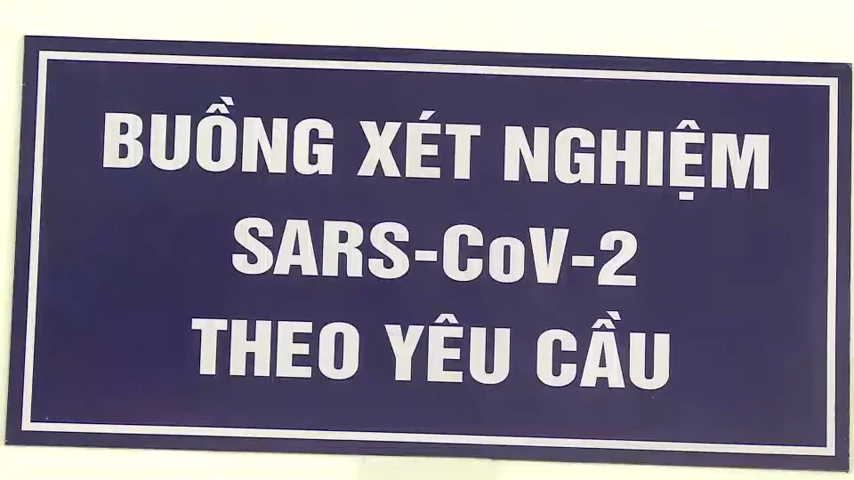 BUỒNG XÉT NGHIỆM
SARS-CoV-2
THEO YÊU CẦU